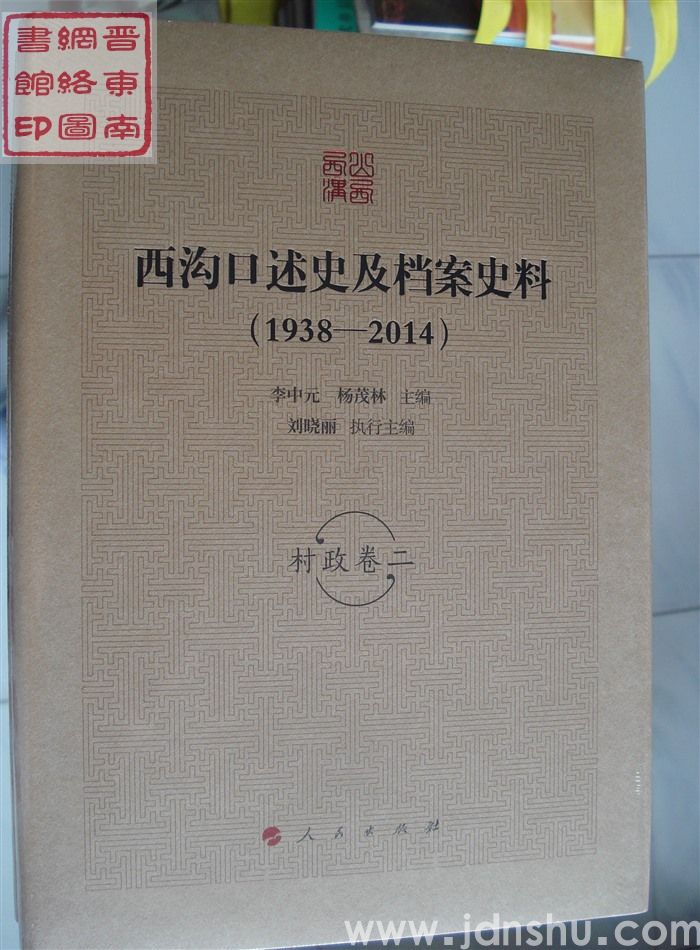 晋东南
網絡圖
書館印
山西
西溝
西沟口述史及档案史料
(1938—2014)
李中元 杨茂林 主编
刘晓丽 执行主编
村政卷二
人民出版社
www.jdnshu.com